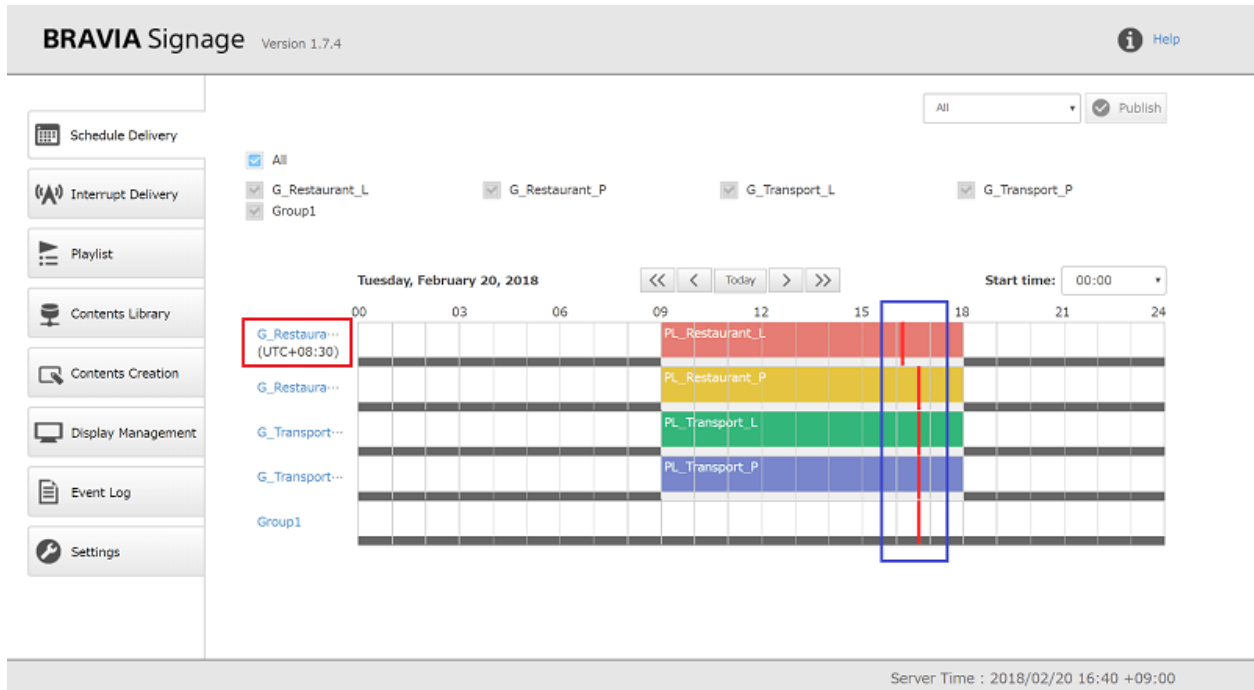 BRAVIA Signage Version 1.7.4
Help
All
Publish
Schedule Delivery
Interrupt Delivery
Playlist
Contents Library
Contents Creation
Display Management
Event Log
Settings
All
G_Restaurant_L G_Restaurant_P G_Transport_L G_Transport_P
Group1
Tuesday, February 20, 2018 << < Today > >> Start time: 00:00
00 03 06 09 12 15 18 21 24
G_Restaura··· PL_Restaurant_L
(UTC+08:30)
G_Restaura··· PL_Restaurant_P
G_Transport··· PL_Transport_L
G_Transport··· PL_Transport_P
Group1
Server Time : 2018/02/20 16:40 +09:00